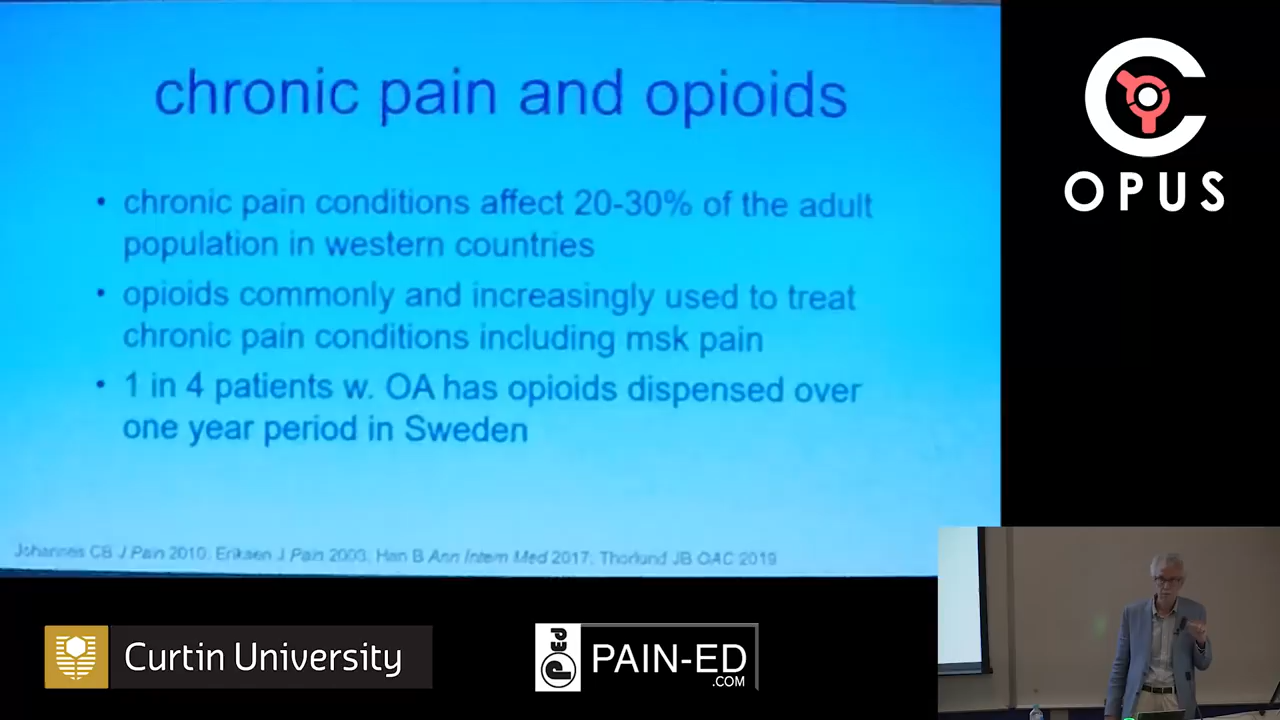 chronic pain and opioids
• chronic pain conditions affect 20-30% of the adult
population in western countries
• opioids commonly and increasingly used to treat
chronic pain conditions including msk pain
• 1 in 4 patients w. OA has opioids dispensed over
one year period in Sweden
Johannes CB J Pain 2010, Eriksen J Pain 2003, Han B Ann Intern Med 2017; Thorlund JB OAC 2019
OPUS
Curtin University
PED
PAIN-ED
.COM